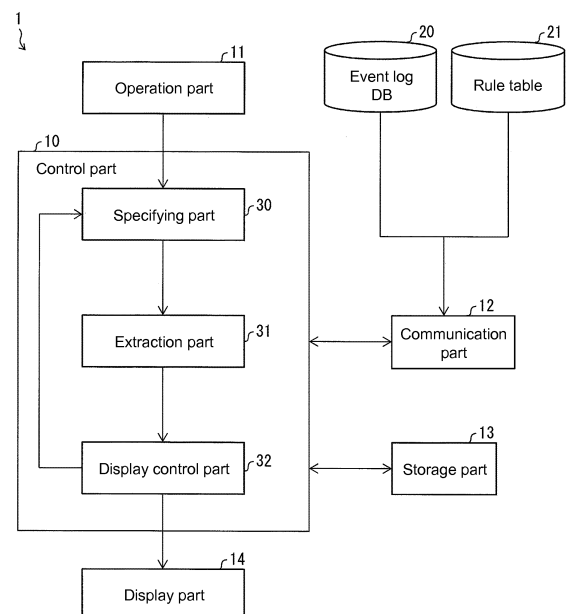 1
20
21
11
Event log
DB
Rule table
Operation part
10
Control part
30
Specifying part
12
31
Communication
part
Extraction part
13
32
Storage part
Display control part
14
Display part